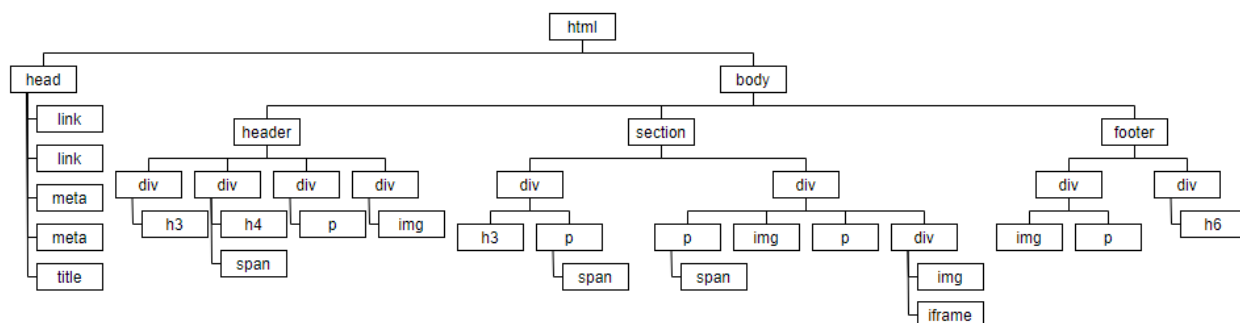 html
head
body
link
header
section
footer
link
div
div
div
div
div
div
div
div
meta
h3
h4
p
img
h3
p
p
img
p
div
img
p
h6
meta
span
span
span
img
title
iframe